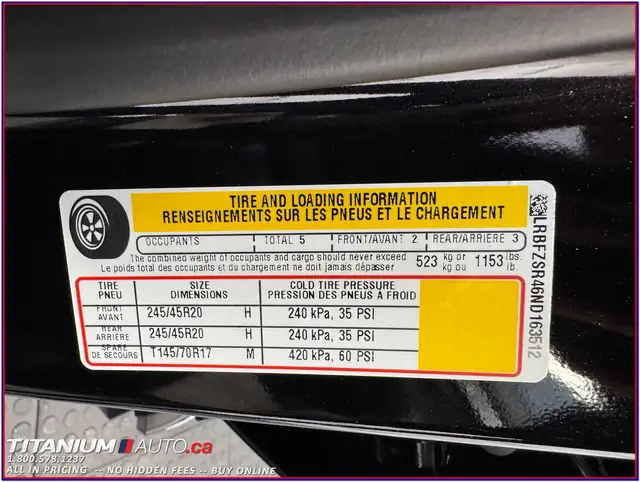 TIRE AND LOADING INFORMATION
RENSEIGNEMENTS SUR LES PNEUS ET LE CHARGEMENT
OCCUPANTS TOTAL 5 FRONT/AVANT 2 REAR/ARRIÈRE 3
The combined weight of occupants and cargo should never exceed 523 kg or 1153 lbs.
Le poids total des occupants et du chargement ne doit jamais dépasser kg ou lb.
TIRE SIZE COLD TIRE PRESSURE
PNEU DIMENSIONS PRESSION DES PNEUS À FROID
FRONT
AVANT 245/45R20 H 240 kPa, 35 PSI
REAR
ARRIÈRE 245/45R20 H 240 kPa, 35 PSI
SPARE
DE SECOURS T145/70R17 M 420 kPa, 60 PSI
LRBFZSR46ND163512
TITANIUM AUTO.ca
1.800.578.1237
ALL IN PRICING -- NO HIDDEN FEES -- BUY ONLINE